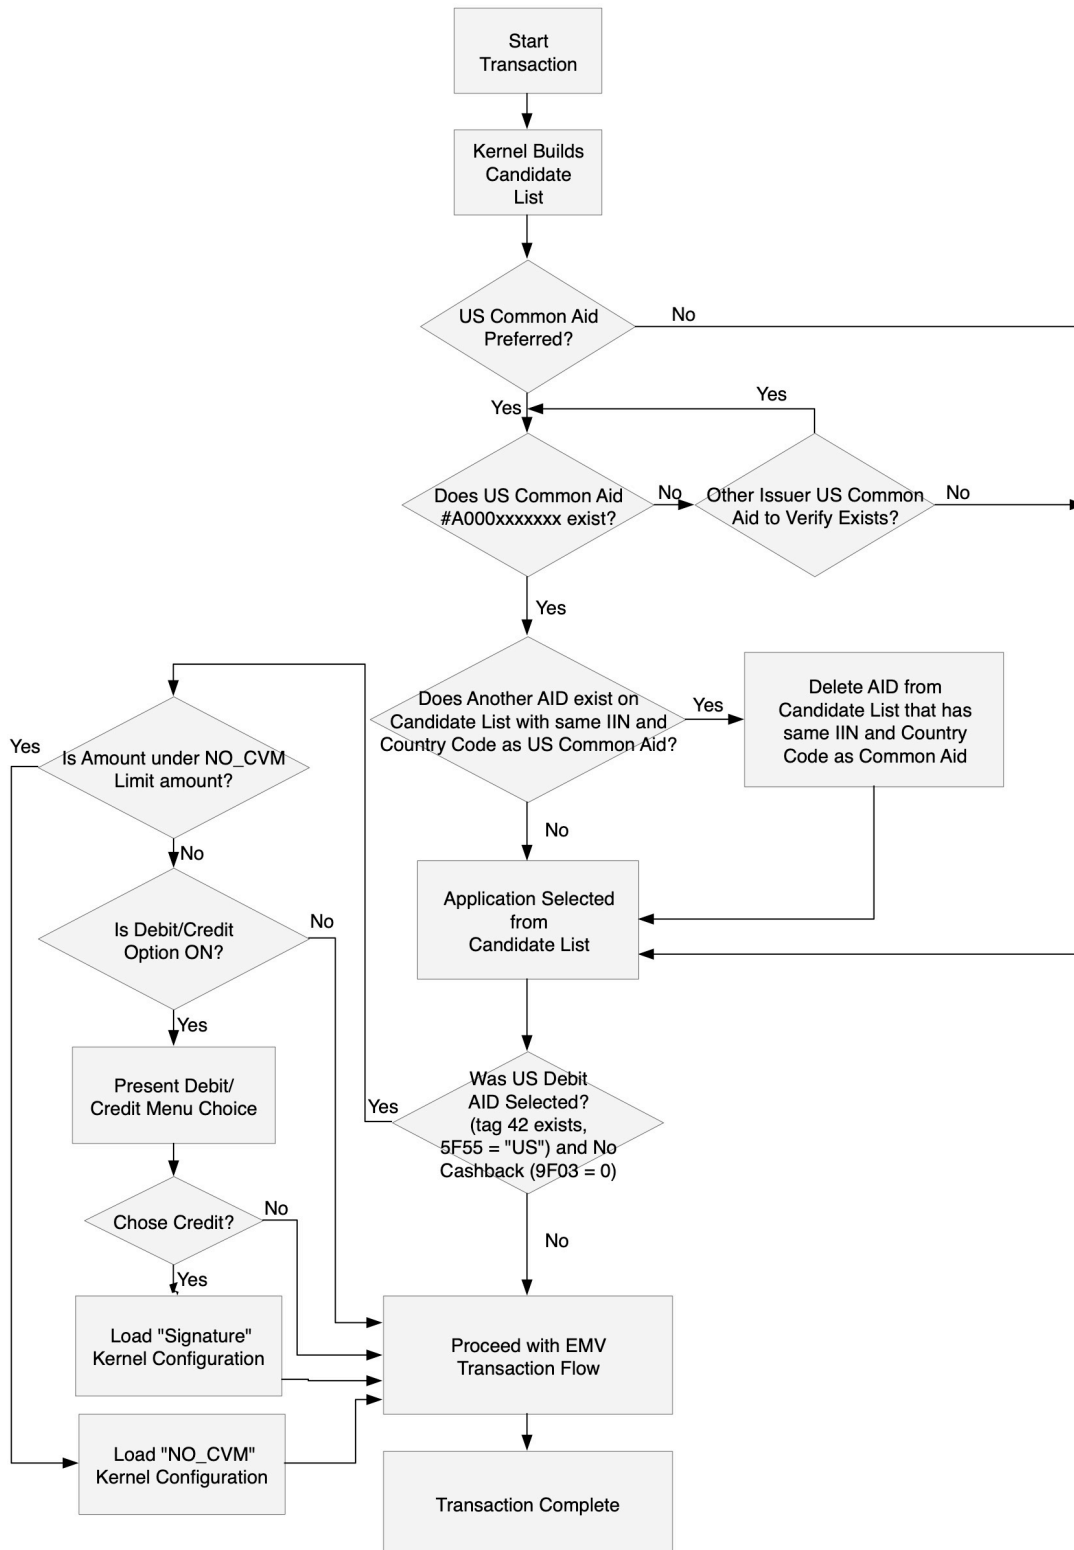 Start
Transaction
Kernel Builds
Candidate
List
US Common Aid
Preferred?
No
Yes
Yes
Does US Common Aid
#A000xxxxxxx exist?
No
Other Issuer US Common
Aid to Verify Exists?
No
Yes
Does Another AID exist on
Candidate List with same IIN and
Country Code as US Common Aid?
Yes
Delete AID from
Candidate List that has
same IIN and Country
Code as Common Aid
No
Application Selected
from
Candidate List
Was US Debit
AID Selected?
(tag 42 exists,
5F55 = "US") and No
Cashback (9F03 = 0)
Yes
No
Is Amount under NO_CVM
Limit amount?
Yes
No
Is Debit/Credit
Option ON?
No
Yes
Present Debit/
Credit Menu Choice
Chose Credit?
No
Yes
Load "Signature"
Kernel Configuration
Load "NO_CVM"
Kernel Configuration
Proceed with EMV
Transaction Flow
Transaction Complete